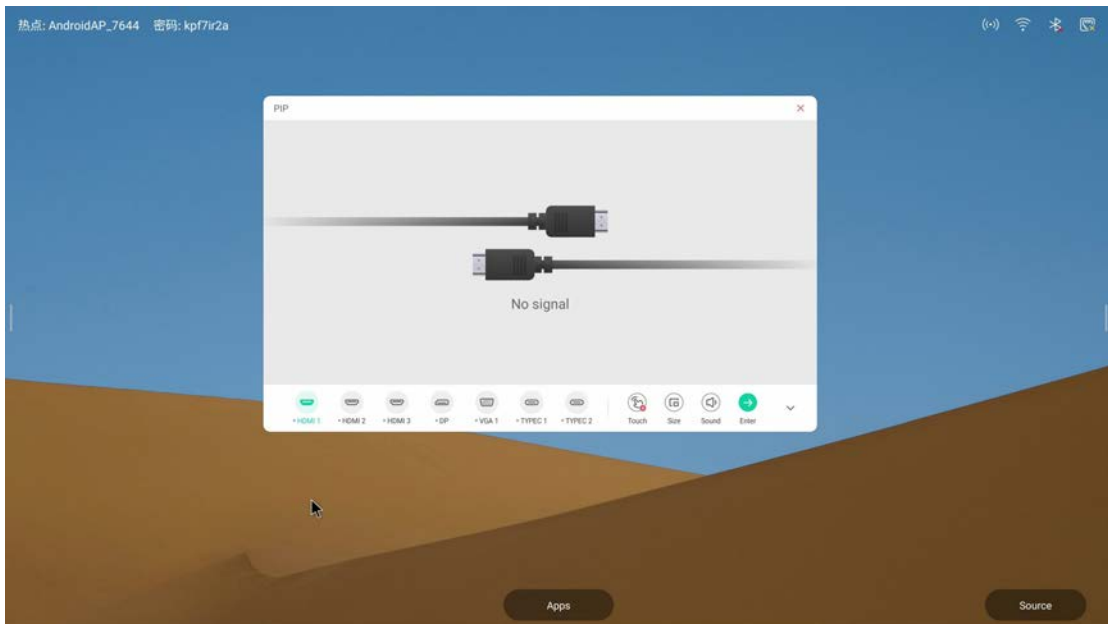 热点: AndroidAP_7644 密码: kpf7ir2a
PIP
No signal
• HDMI 1 • HDMI 2 • HDMI 3 • DP • VGA 1 • TYPEC 1 • TYPEC 2 Touch Size Sound Enter
Apps Source